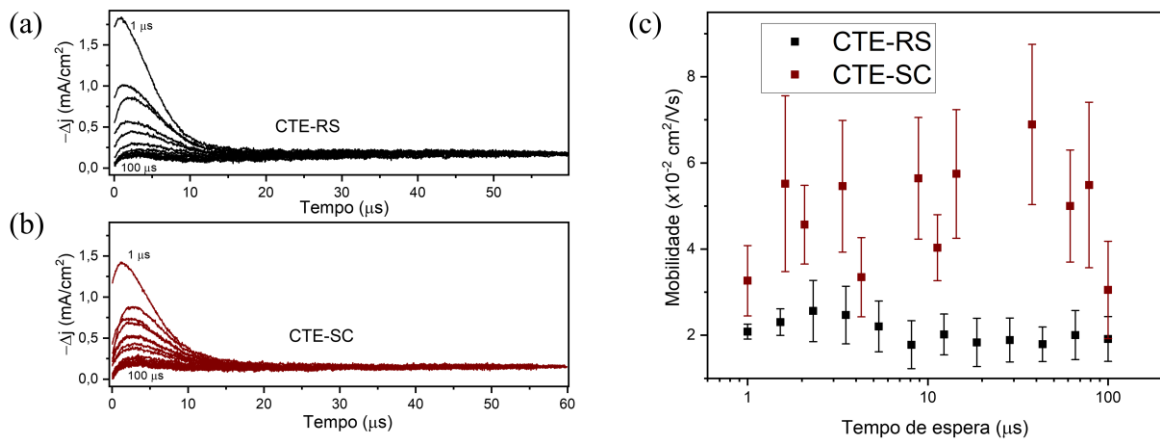 (a)
−Δj (mA/cm²)
1,5
1,0
0,5
0,0
1 μs
CTE-RS
100 μs
0 10 20 30 40 50
Tempo (μs)
(b)
−Δj (mA/cm²)
1,5
1,0
0,5
0,0
1 μs
CTE-SC
100 μs
0 10 20 30 40 50 60
Tempo (μs)
(c)
CTE-RS
CTE-SC
Mobilidade (x10⁻² cm²/Vs)
8
6
4
2
1 10 100
Tempo de espera (μs)